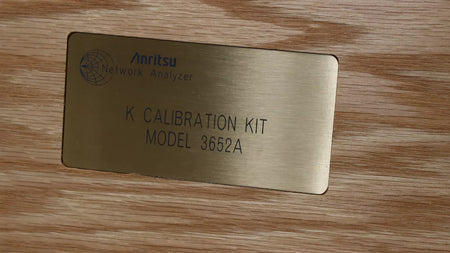 Anritsu
Network Analyzer
K CALIBRATION KIT
MODEL 3652A